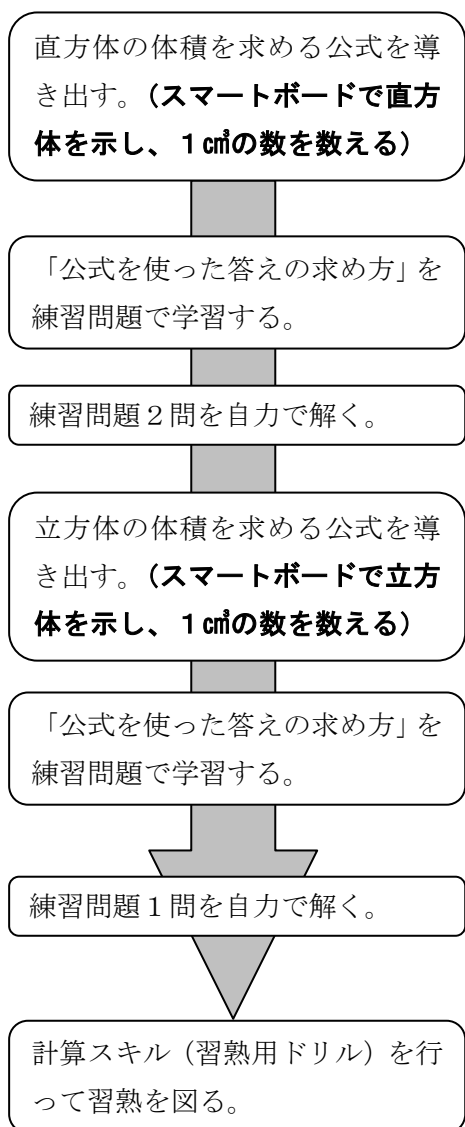 直方体の体積を求める公式を導
き出す。(スマートボードで直方
体を示し、１㎤の数を数える)
「公式を使った答えの求め方」を
練習問題で学習する。
練習問題２問を自力で解く。
立方体の体積を求める公式を導
き出す。(スマートボードで立方
体を示し、１㎤の数を数える)
「公式を使った答えの求め方」を
練習問題で学習する。
練習問題１問を自力で解く。
計算スキル（習熟用ドリル）を行
って習熟を図る。